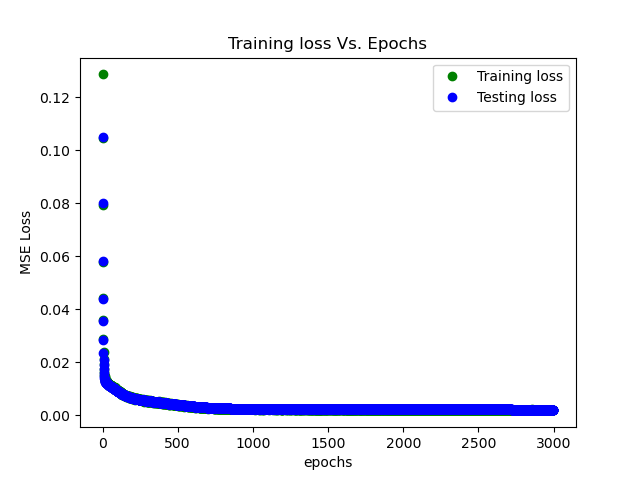 Training loss Vs. Epochs
Training loss
Testing loss
MSE Loss
0.12
0.10
0.08
0.06
0.04
0.02
0.00
0 500 1000 1500 2000 2500 3000
epochs